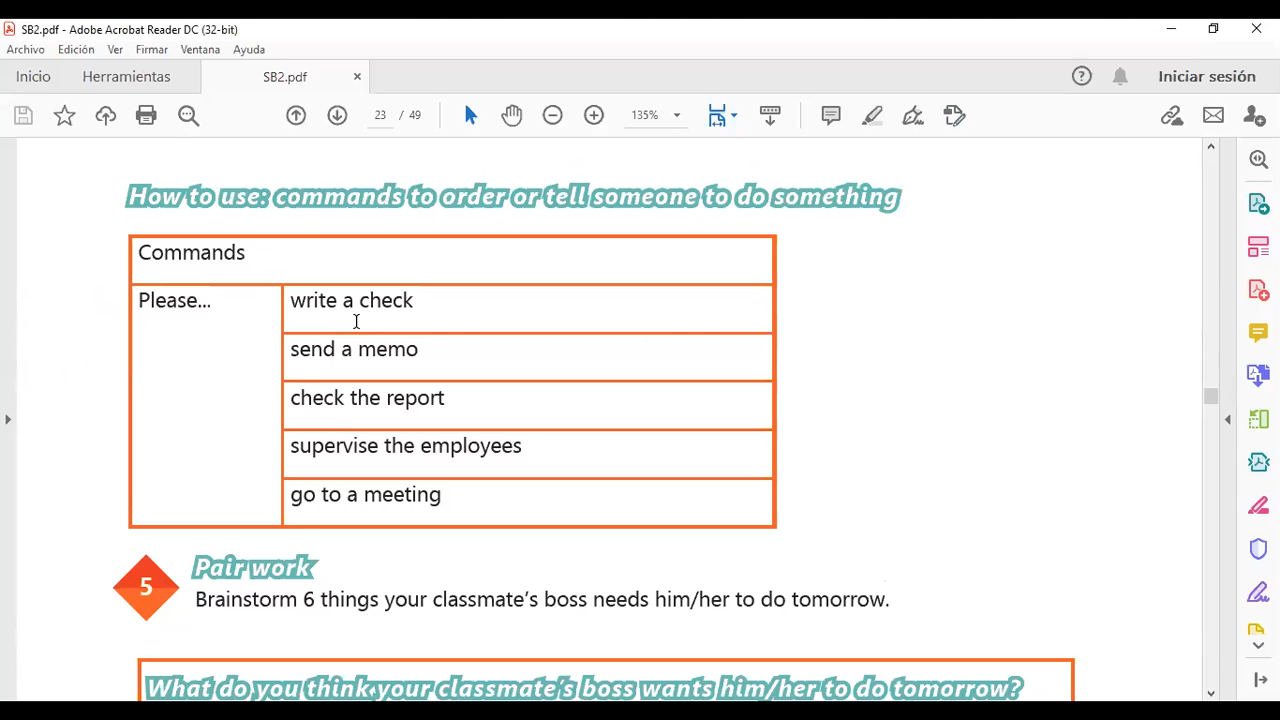 SB2.pdf - Adobe Acrobat Reader DC (32-bit)
Archivo Edición Ver Firmar Ventana Ayuda
Inicio Herramientas SB2.pdf
23 / 49 135%
Iniciar sesión
How to use: commands to order or tell someone to do something
Commands
Please... write a check
send a memo
check the report
supervise the employees
go to a meeting
5 Pair work
Brainstorm 6 things your classmate's boss needs him/her to do tomorrow.
What do you think your classmate's boss wants him/her to do tomorrow?